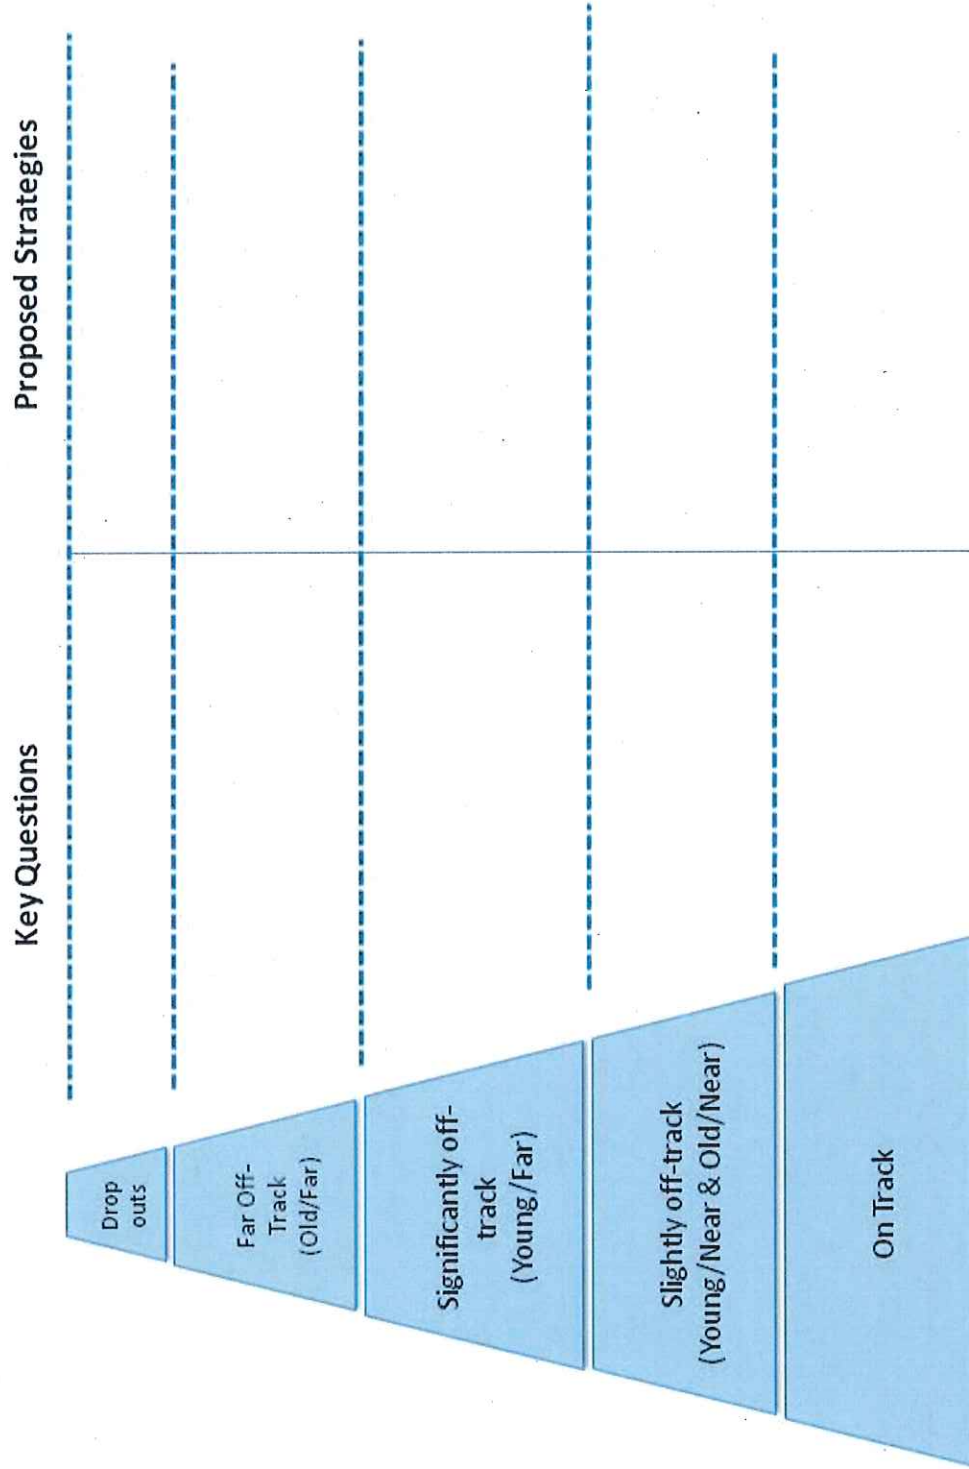 Key Questions
Proposed Strategies
Drop
outs
Far Off-
Track
(Old/Far)
Significantly off-
track
(Young/Far)
Slightly off-track
(Young/Near & Old/Near)
On Track